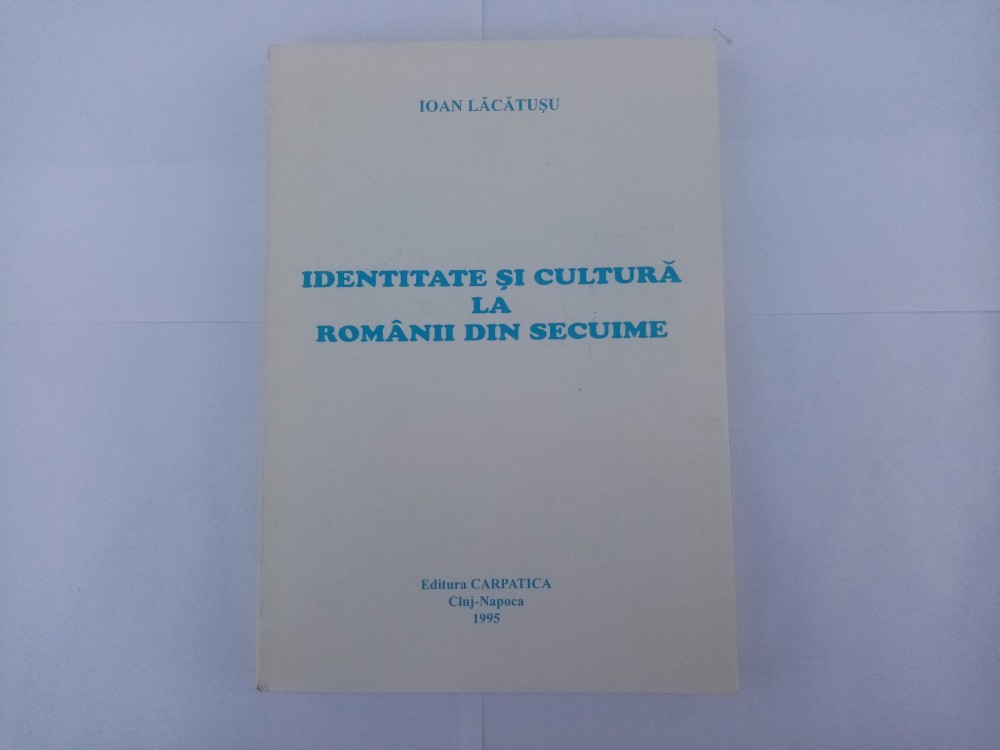 IOAN LĂCĂTUȘU
IDENTITATE ȘI CULTURĂ
LA
ROMÂNII DIN SECUIME
Editura CARPATICA
Cluj-Napoca
1995